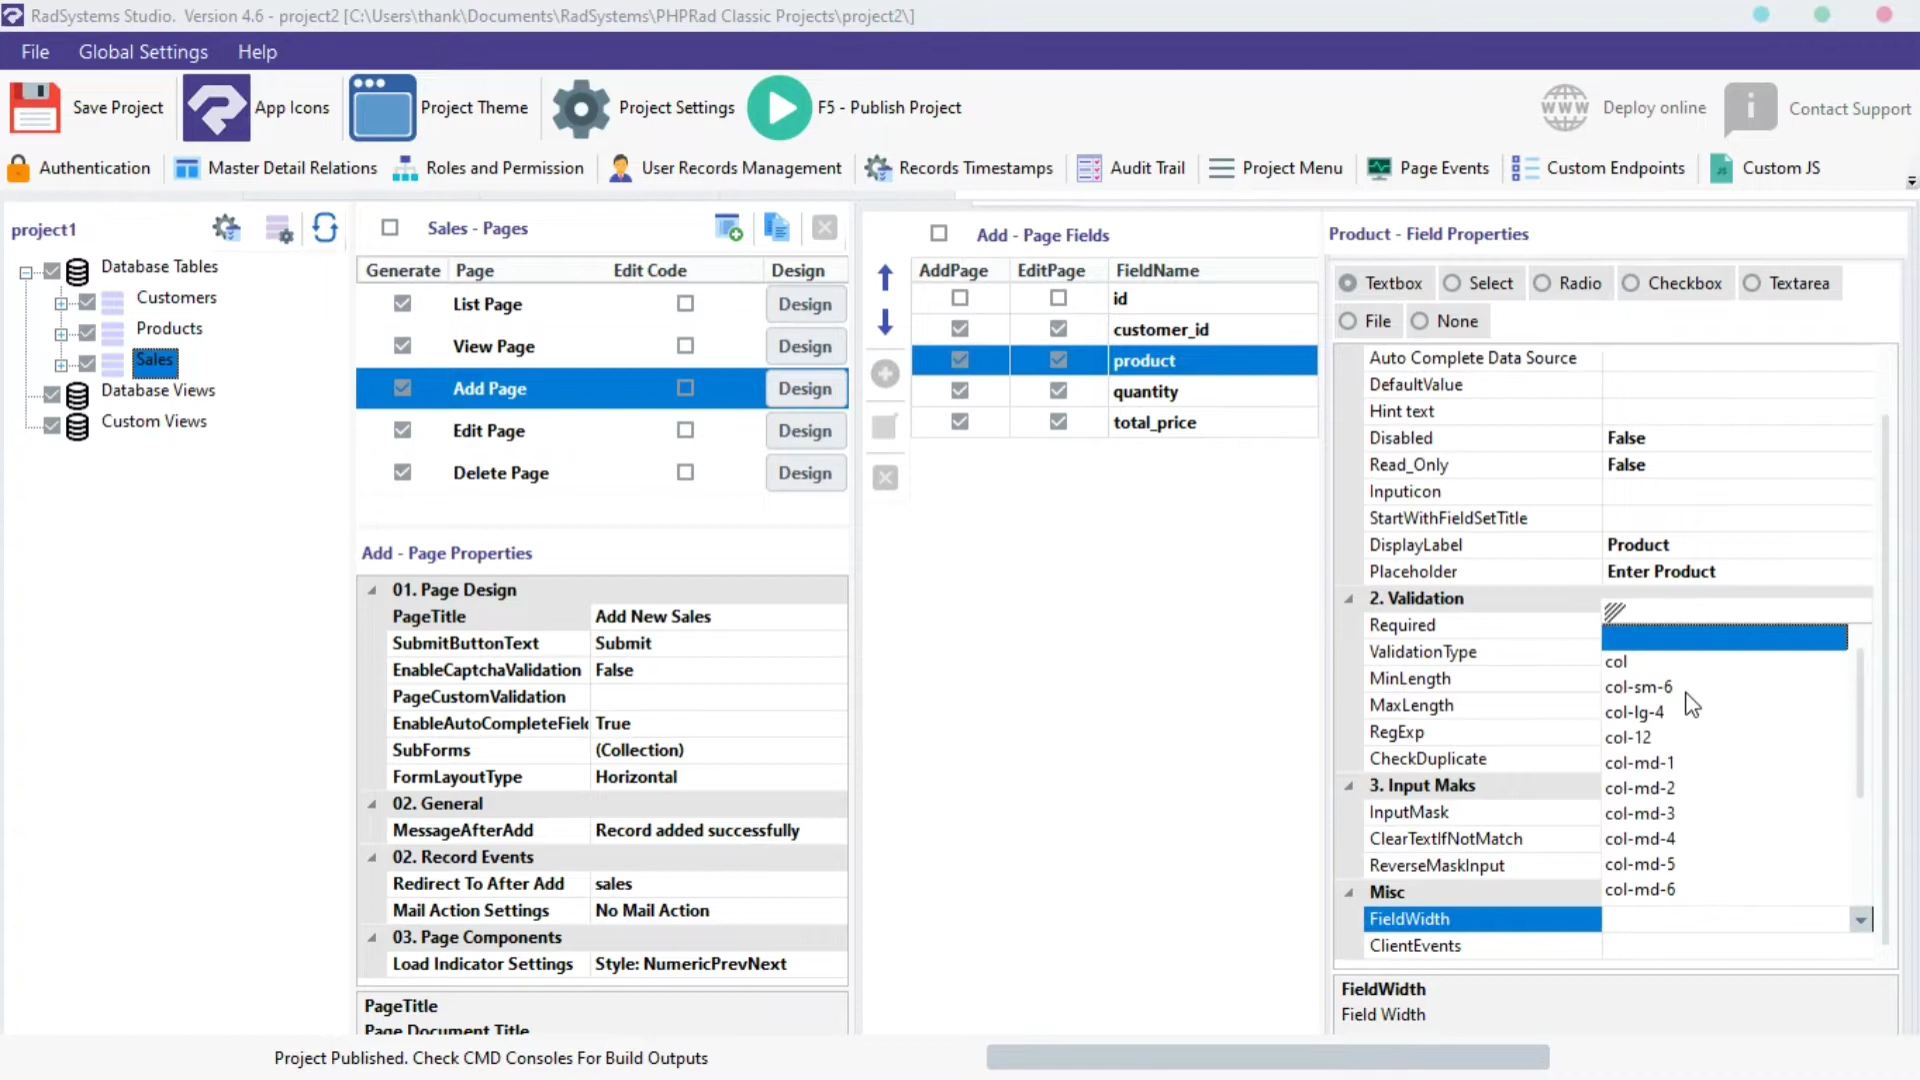 RadSystems Studio. Version 4.6 - project2 [C:\Users\thank\Documents\RadSystems\PHPRad Classic Projects\project2\]
File Global Settings Help
Save Project App Icons Project Theme Project Settings F5 - Publish Project WWW Deploy online Contact Support
Authentication Master Detail Relations Roles and Permission User Records Management Records Timestamps Audit Trail Project Menu Page Events Custom Endpoints Custom JS
project1
Database Tables
Customers
Products
Sales
Database Views
Custom Views
Sales - Pages
Generate Page Edit Code Design
List Page Design
View Page Design
Add Page Design
Edit Page Design
Delete Page Design
Add - Page Properties
01. Page Design
PageTitle Add New Sales
SubmitButtonText Submit
EnableCaptchaValidation False
PageCustomValidation
EnableAutoCompleteField True
SubForms (Collection)
FormLayoutType Horizontal
02. General
MessageAfterAdd Record added successfully
02. Record Events
Redirect To After Add sales
Mail Action Settings No Mail Action
03. Page Components
Load Indicator Settings Style: NumericPrevNext
PageTitle
Page Document Title
Add - Page Fields
AddPage EditPage FieldName
id
customer_id
product
quantity
total_price
Product - Field Properties
Textbox Select Radio Checkbox Textarea
File None
Auto Complete Data Source
DefaultValue
Hint text
Disabled False
Read_Only False
Inputicon
StartWithFieldSetTitle
DisplayLabel Product
Placeholder Enter Product
2. Validation
Required
ValidationType
MinLength
MaxLength
RegExp
CheckDuplicate
3. Input Maks
InputMask
ClearTextIfNotMatch
ReverseMaskInput
Misc
FieldWidth
ClientEvents
col
col-sm-6
col-lg-4
col-12
col-md-1
col-md-2
col-md-3
col-md-4
col-md-5
col-md-6
FieldWidth
Field Width
Project Published. Check CMD Consoles For Build Outputs